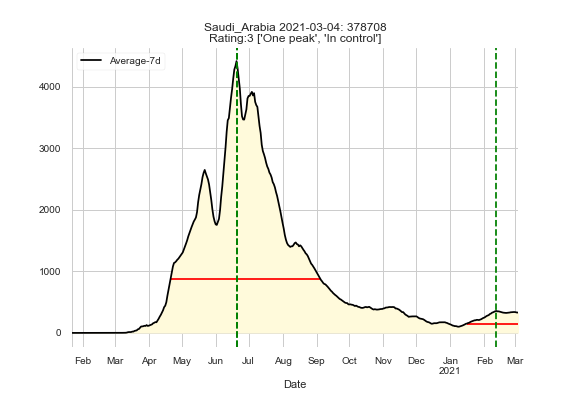 Saudi_Arabia 2021-03-04: 378708
Rating:3 ['One peak', 'In control']
Average-7d
4000
3000
2000
1000
0
Feb Mar Apr May Jun Jul Aug Sep Oct Nov Dec Jan Feb Mar
2021
Date